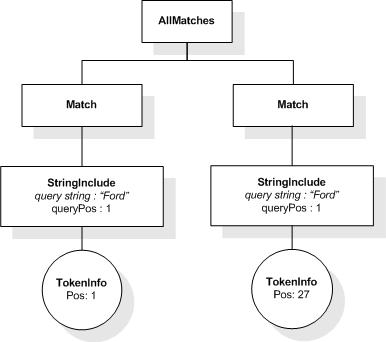 AllMatches
Match
Match
StringInclude
query string : “Ford”
queryPos : 1
StringInclude
query string : “Ford”
queryPos : 1
TokenInfo
Pos: 1
TokenInfo
Pos: 27